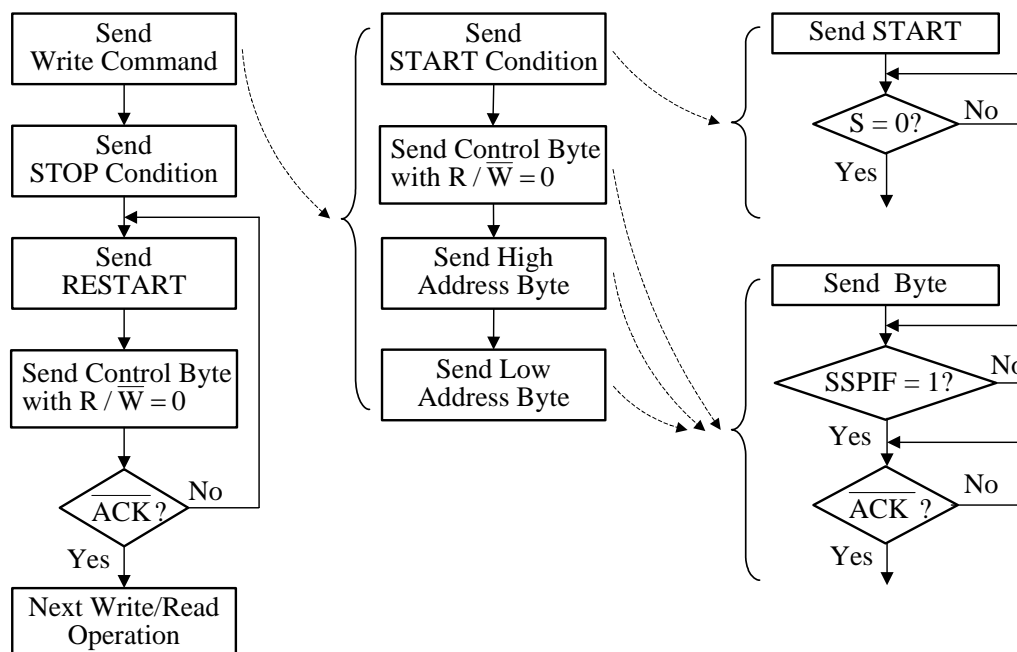 Send
Write Command
Send
STOP Condition
Send
RESTART
Send Control Byte
with R / W̅ = 0
A̅C̅K̅ ?
No
Yes
Next Write/Read
Operation
Send
START Condition
Send Control Byte
with R / W̅ = 0
Send High
Address Byte
Send Low
Address Byte
Send START
S = 0?
No
Yes
Send Byte
SSPIF = 1?
No
Yes
A̅C̅K̅ ?
No
Yes